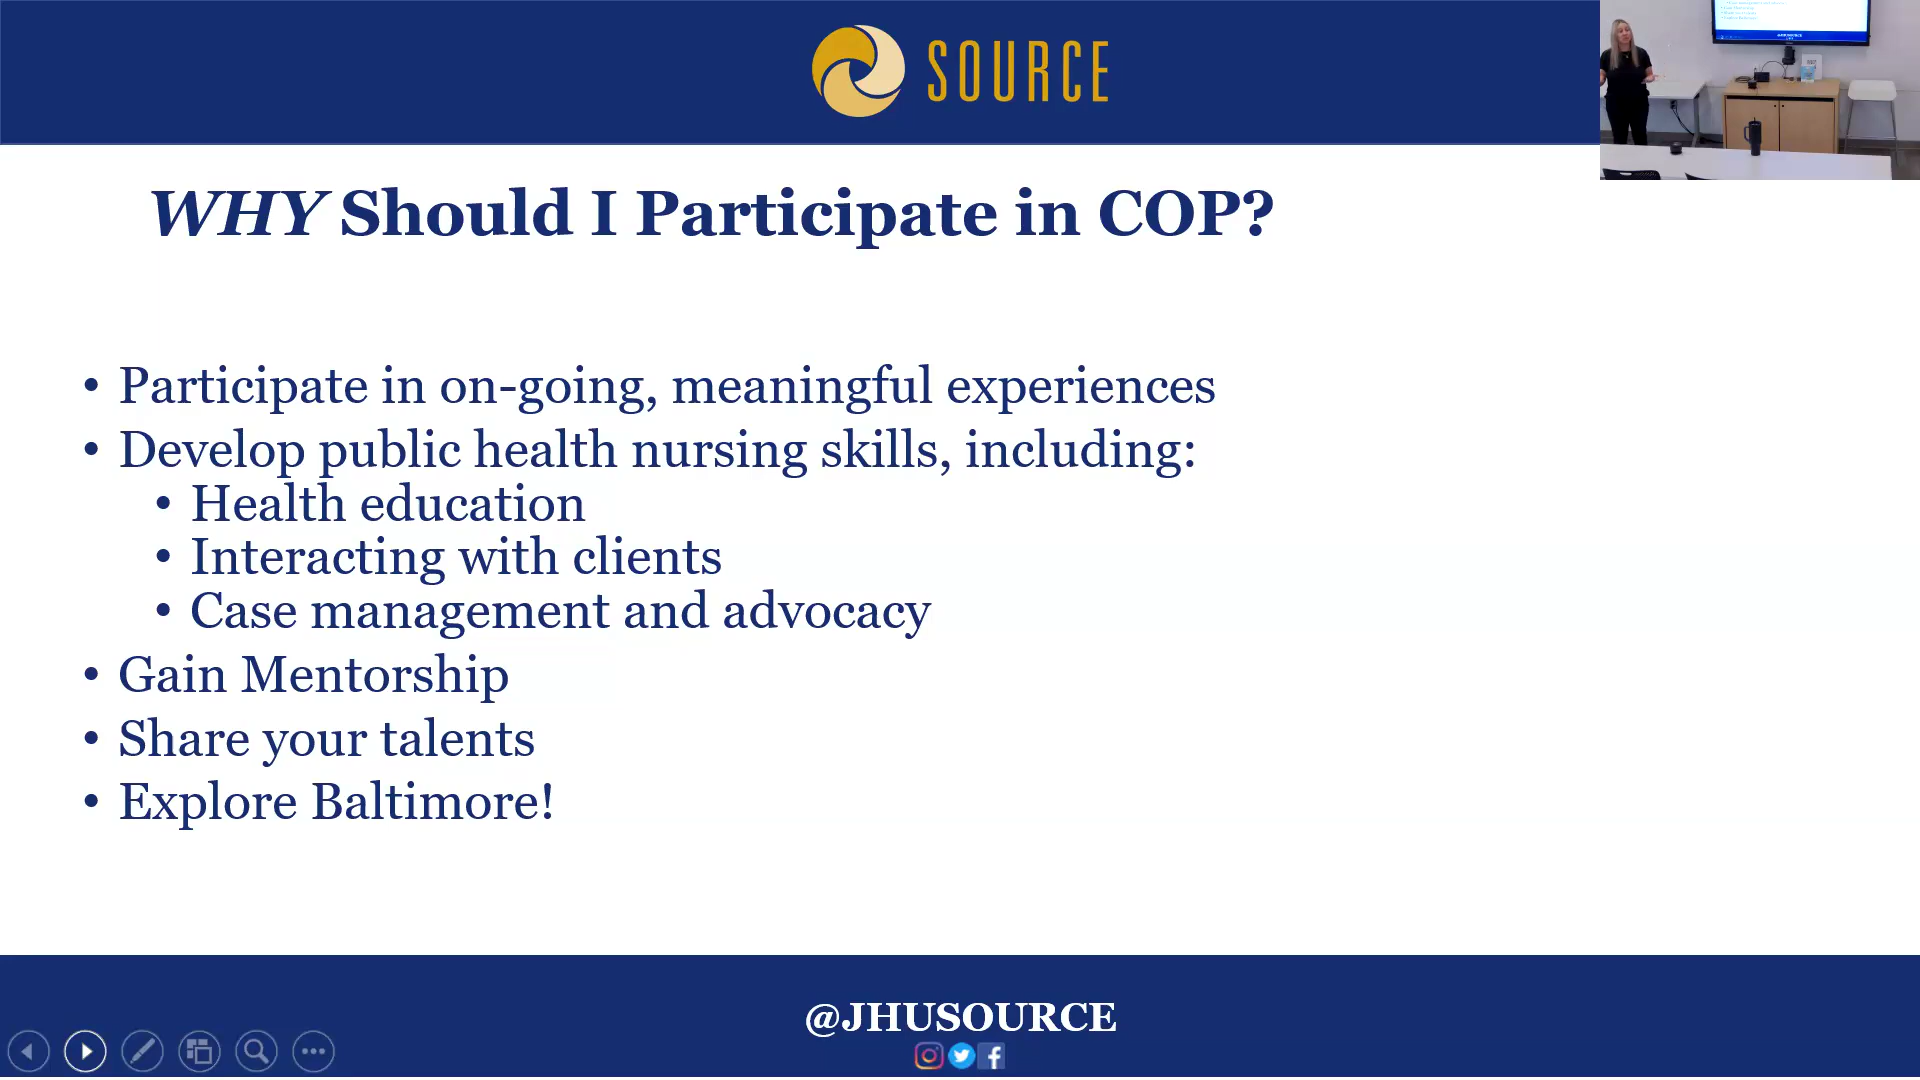 SOURCE
WHY Should I Participate in COP?
• Participate in on-going, meaningful experiences
• Develop public health nursing skills, including:
• Health education
• Interacting with clients
• Case management and advocacy
• Gain Mentorship
• Share your talents
• Explore Baltimore!
@JHUSOURCE